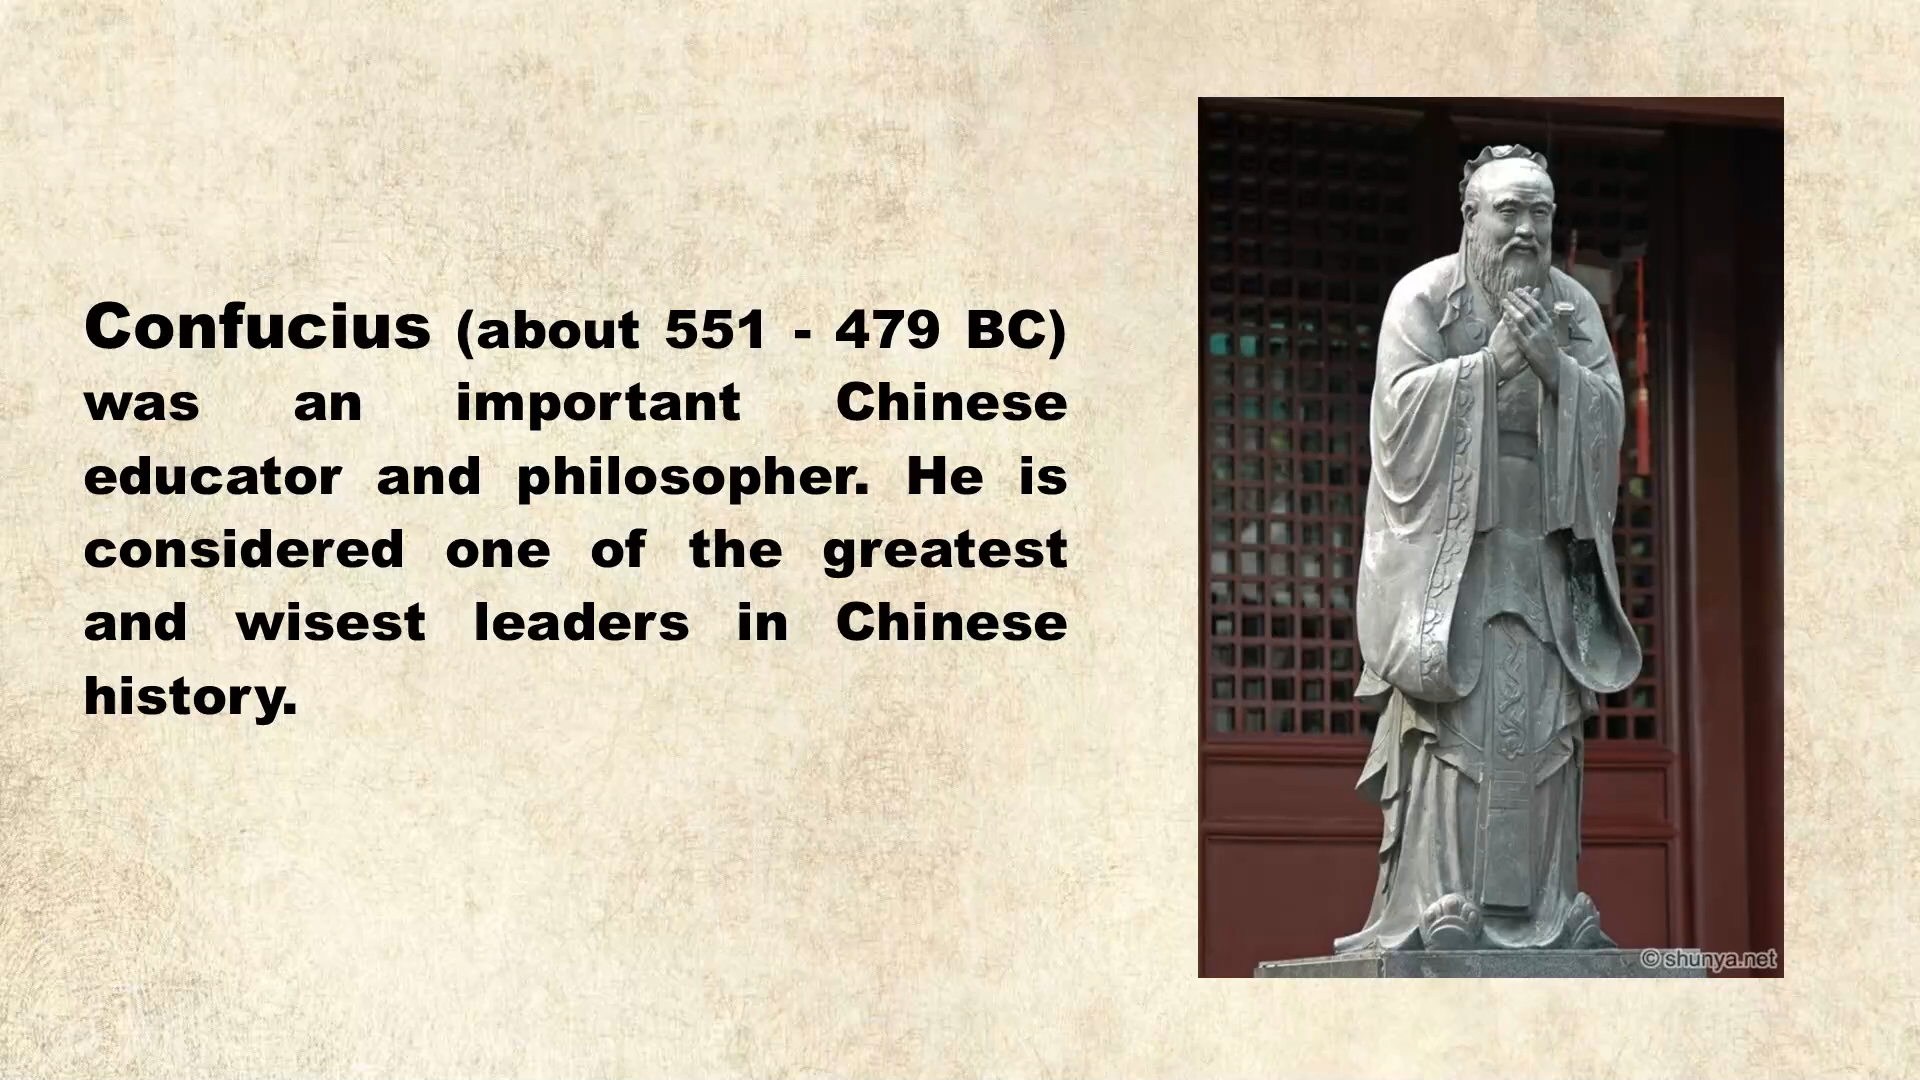 Confucius (about 551 - 479 BC)
was an important Chinese
educator and philosopher. He is
considered one of the greatest
and wisest leaders in Chinese
history.
© shunya.net